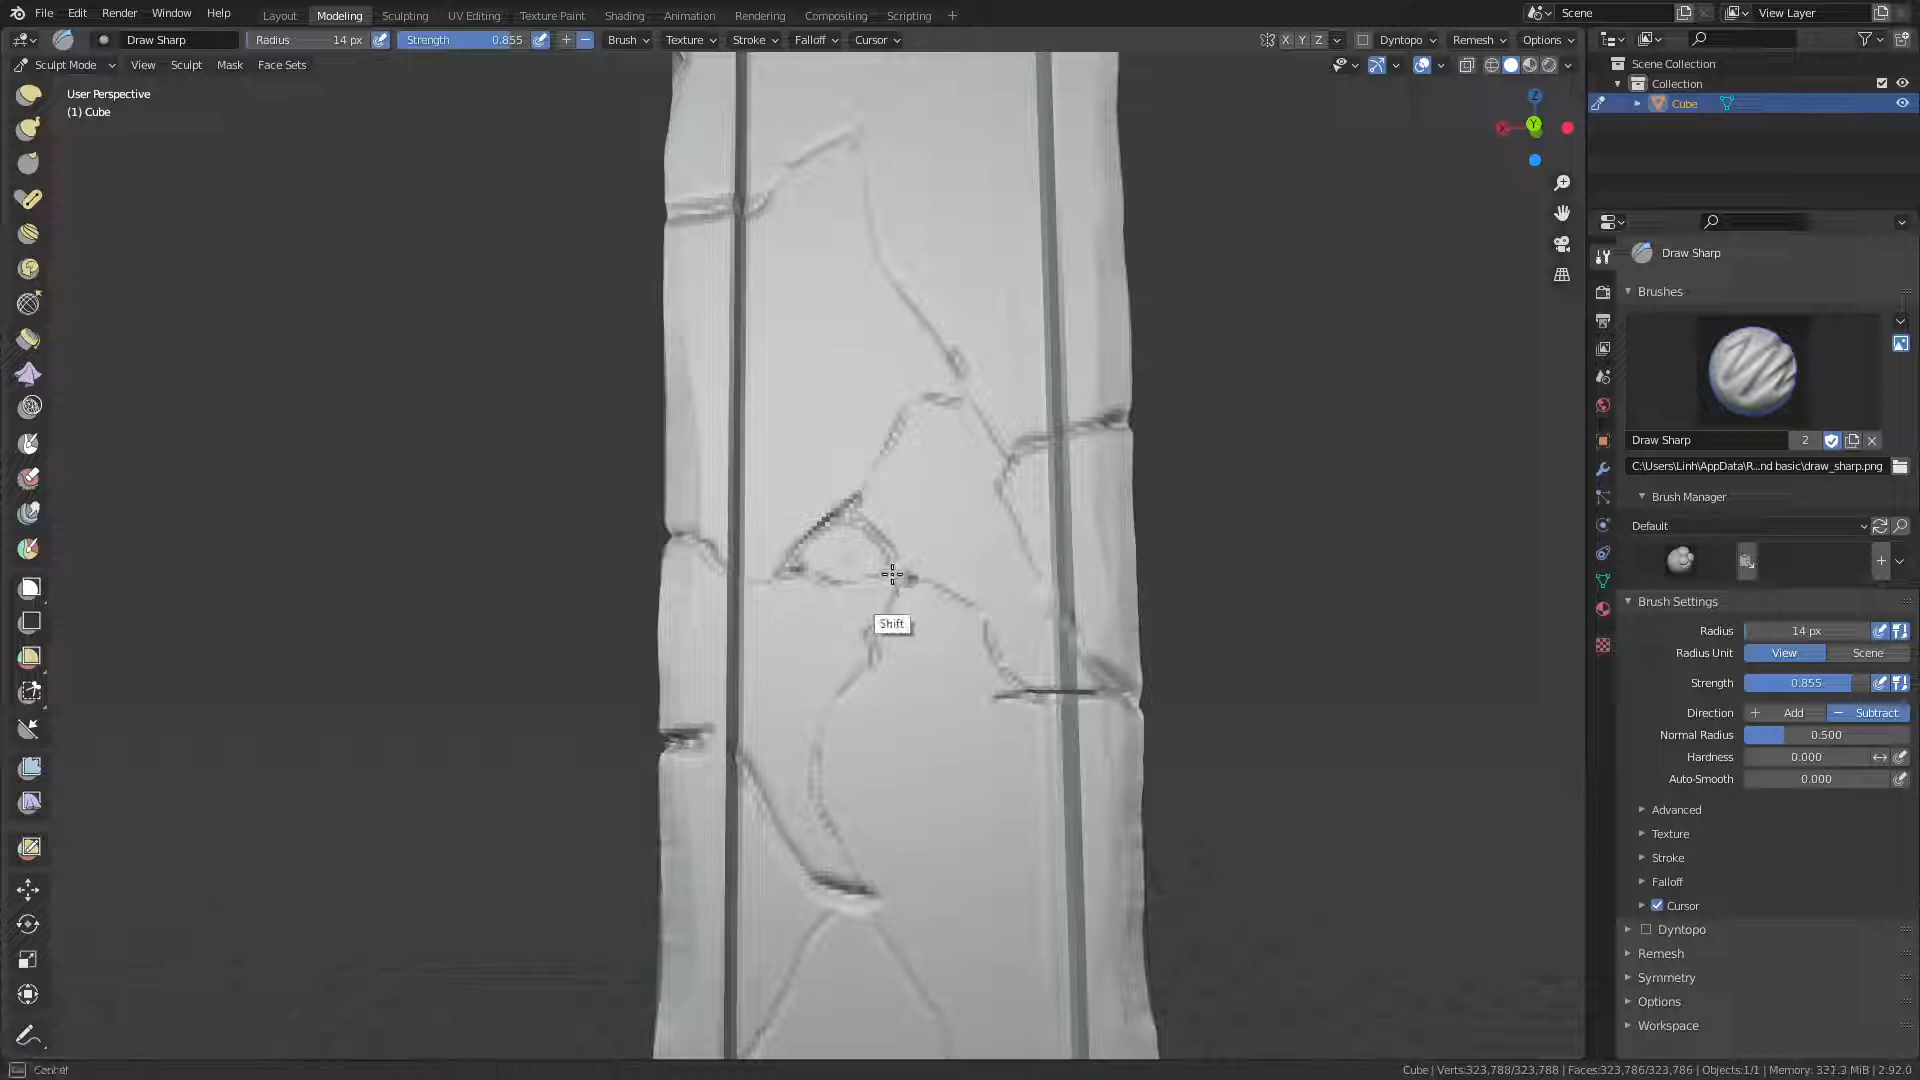 File Edit Render Window Help
Layout Modeling Sculpting UV Editing Texture Paint Shading Animation Rendering Compositing Scripting +
Scene
View Layer
Draw Sharp
Radius 14 px
Strength 0.855
Brush Texture Stroke Falloff Cursor
X Y Z
Dyntopo Remesh Options
Sculpt Mode View Sculpt Mask Face Sets
User Perspective
(1) Cube
Z
X
Y
Shift
Scene Collection
Collection
Cube
Draw Sharp
Brushes
Draw Sharp 2
C:\Users\Linh\AppData\R...nd basic\draw_sharp.png
Brush Manager
Default
Brush Settings
Radius 14 px
Radius Unit View Scene
Strength 0.855
Direction + Add − Subtract
Normal Radius 0.500
Hardness 0.000
Auto-Smooth 0.000
Advanced
Texture
Stroke
Falloff
Cursor
Dyntopo
Remesh
Symmetry
Options
Workspace
Cube | Verts:323,788/323,788 | Faces:323,786/323,786 | Objects:1/1 | Memory: 331.3 MiB | 2.92.0